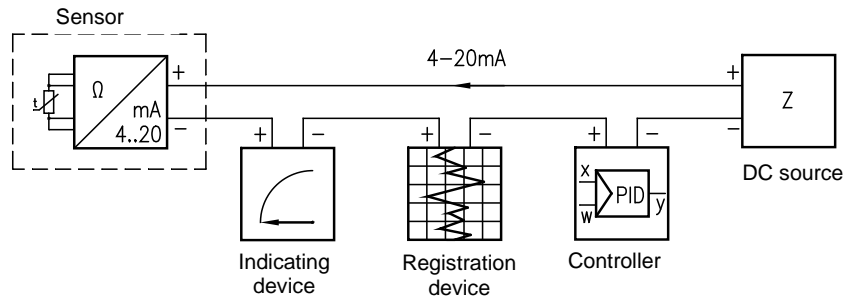 Sensor
4-20mA
+
+
Ω
Z
t
mA
4..20
−
−
+
−
+
−
+
−
DC source
x
PID
y
w
Indicating
device
Registration
device
Controller